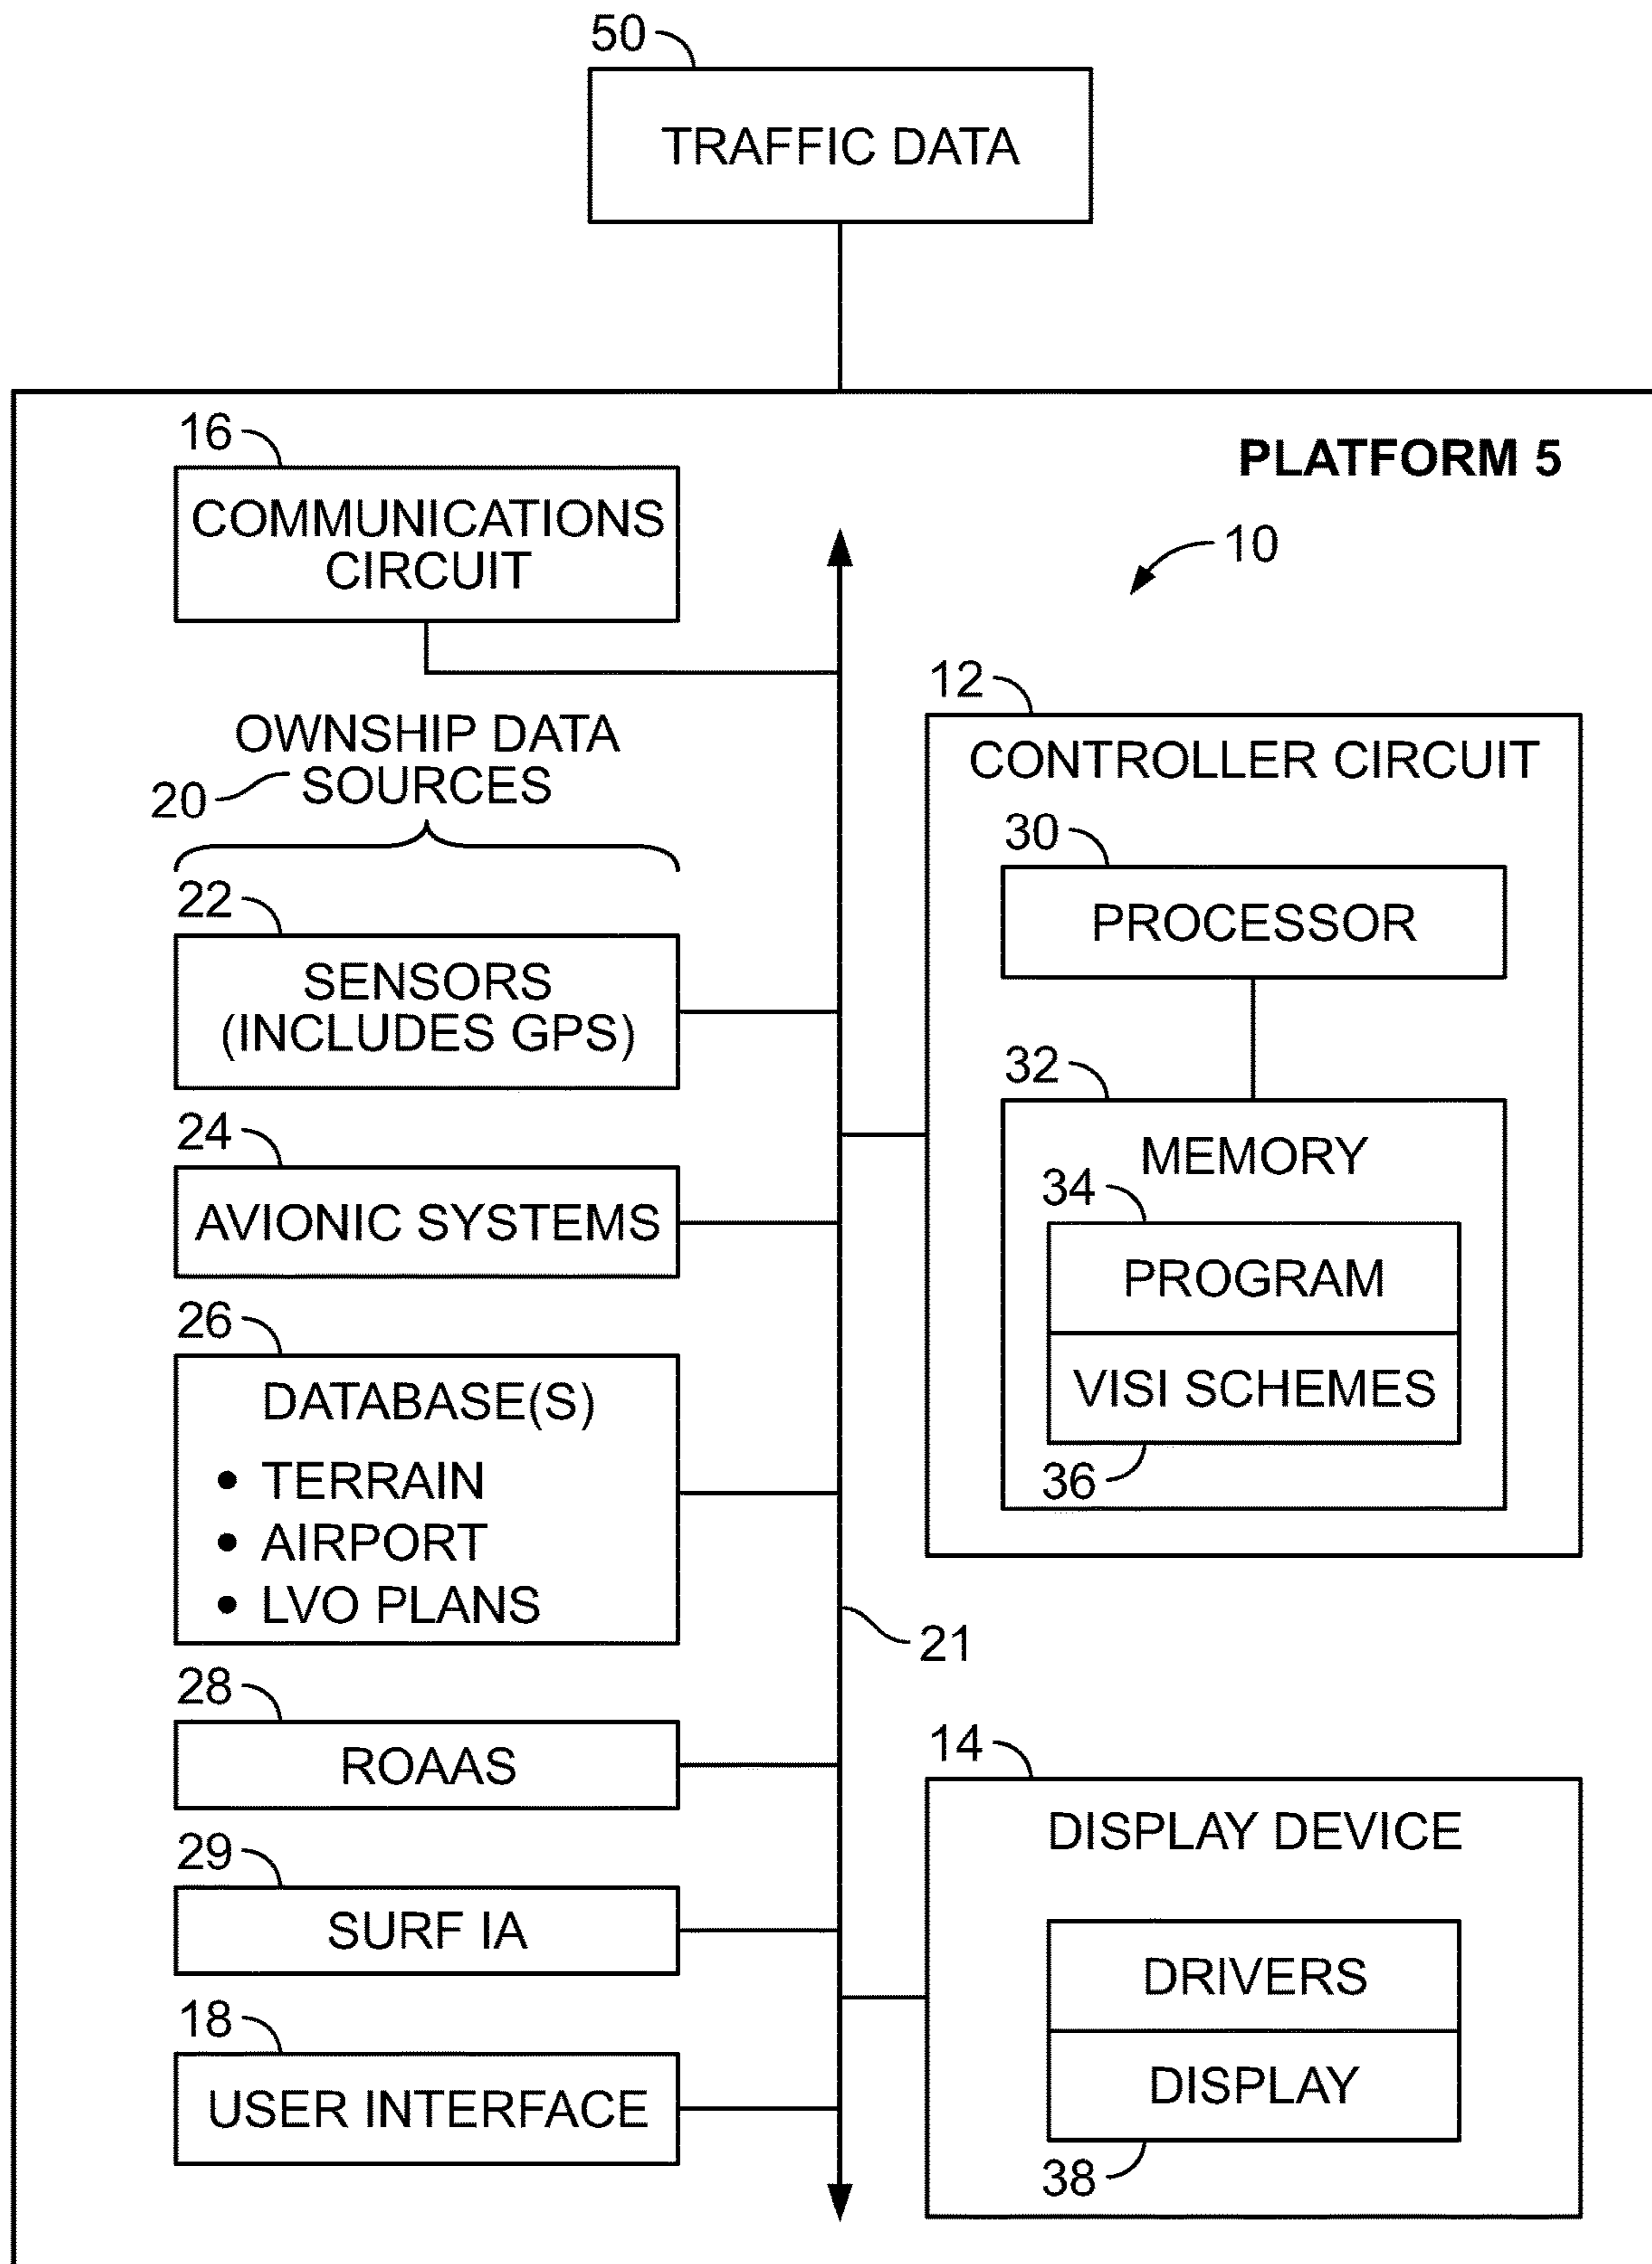 50
TRAFFIC DATA
PLATFORM 5
10
16
COMMUNICATIONS
CIRCUIT
OWNSHIP DATA
20 SOURCES
22
SENSORS
(INCLUDES GPS)
24
AVIONIC SYSTEMS
26
DATABASE(S)
• TERRAIN
• AIRPORT
• LVO PLANS
28
ROAAS
29
SURF IA
18
USER INTERFACE
21
12
CONTROLLER CIRCUIT
30
PROCESSOR
32
MEMORY
34
PROGRAM
VISI SCHEMES
36
14
DISPLAY DEVICE
DRIVERS
DISPLAY
38